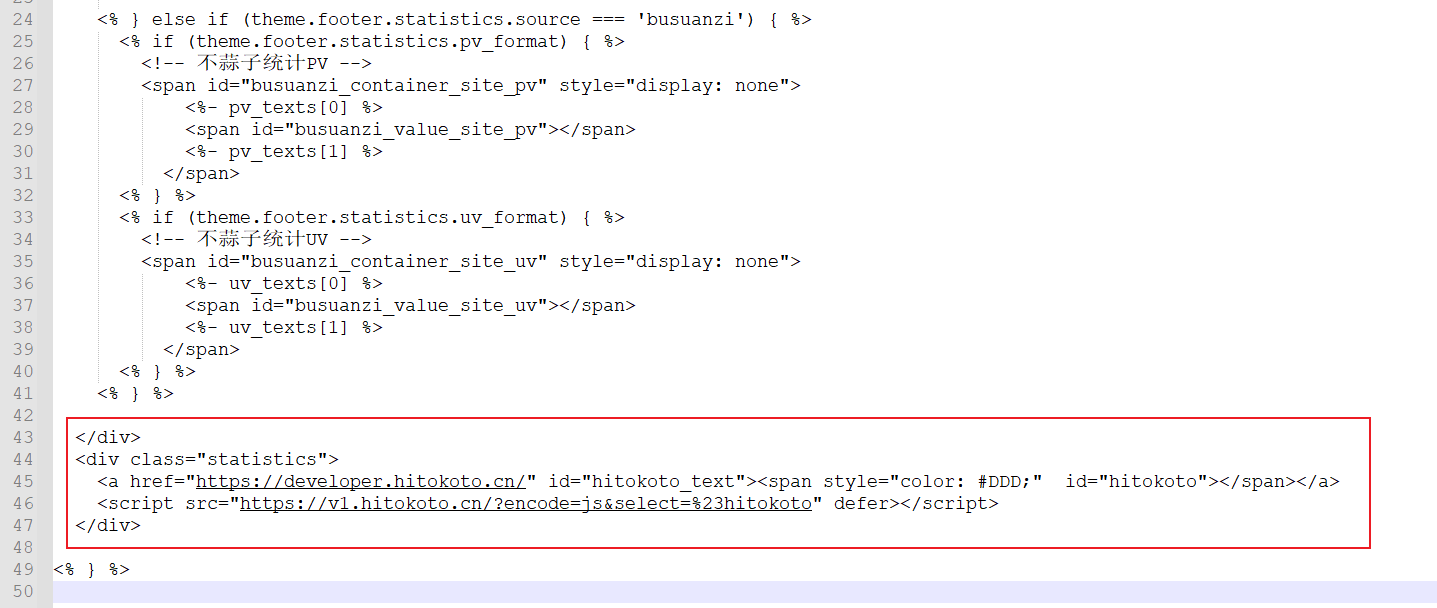 24 <% } else if (theme.footer.statistics.source === 'busuanzi') { %>
25 <% if (theme.footer.statistics.pv_format) { %>
26 <!-- 不蒜子统计PV -->
27 <span id="busuanzi_container_site_pv" style="display: none">
28 <%- pv_texts[0] %>
29 <span id="busuanzi_value_site_pv"></span>
30 <%- pv_texts[1] %>
31 </span>
32 <% } %>
33 <% if (theme.footer.statistics.uv_format) { %>
34 <!-- 不蒜子统计UV -->
35 <span id="busuanzi_container_site_uv" style="display: none">
36 <%- uv_texts[0] %>
37 <span id="busuanzi_value_site_uv"></span>
38 <%- uv_texts[1] %>
39 </span>
40 <% } %>
41 <% } %>
42
43 </div>
44 <div class="statistics">
45 <a href="https://developer.hitokoto.cn/" id="hitokoto_text"><span style="color: #DDD;"  id="hitokoto"></span></a>
46 <script src="https://v1.hitokoto.cn/?encode=js&select=%23hitokoto" defer></script>
47 </div>
48
49 <% } %>
50